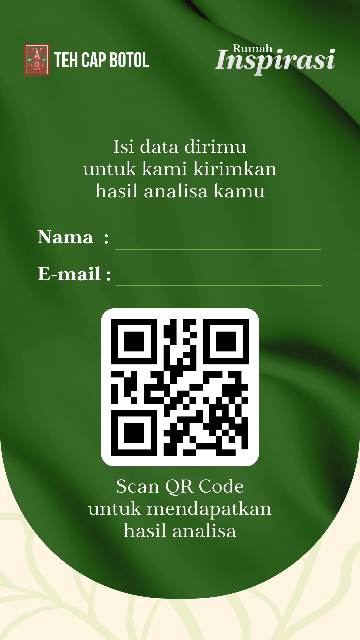 TEH CAP BOTOL
Rumah
Inspirasi
Isi data dirimu
untuk kami kirimkan
hasil analisa kamu
Nama :
E-mail :
Scan QR Code
untuk mendapatkan
hasil analisa